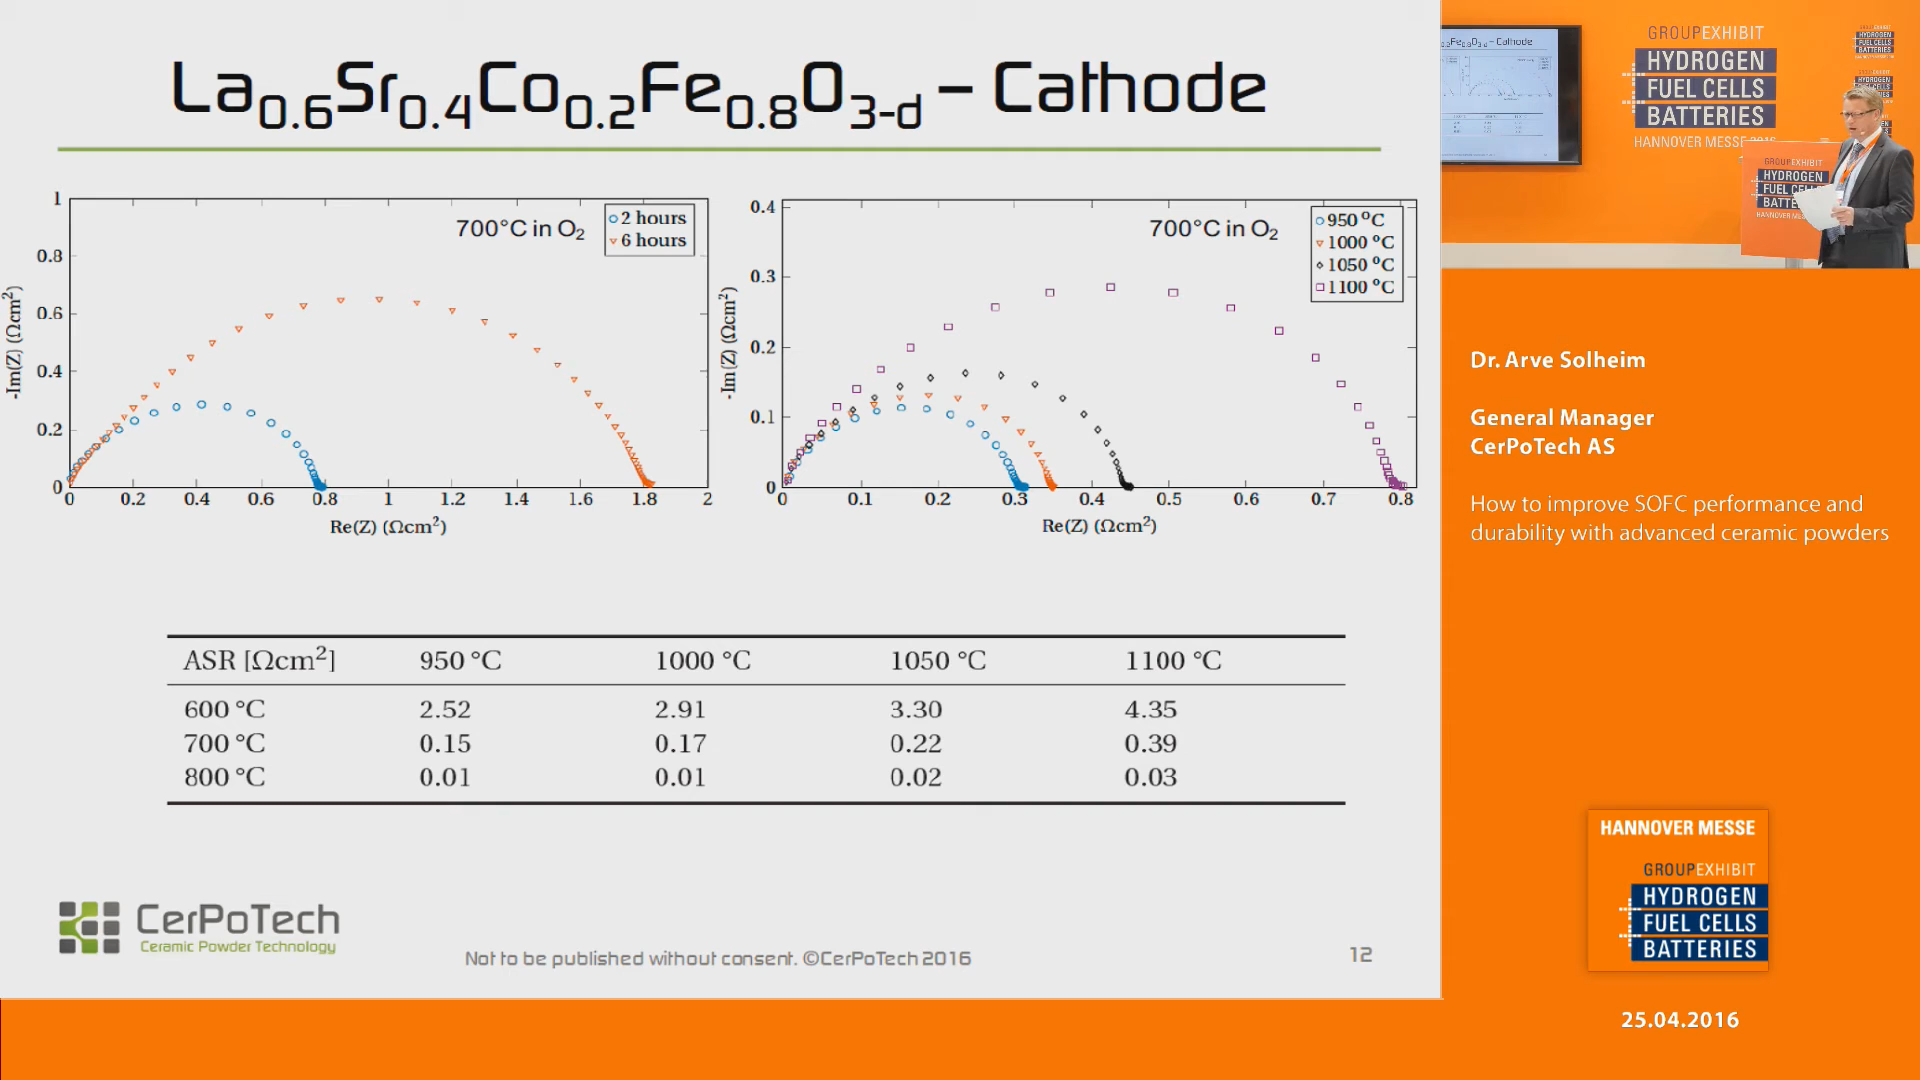 La0.6Sr0.4Co0.2Fe0.8O3-d – Cathode
1
0.8
0.6
0.4
0.2
0
-Im(Z) (Ωcm²)
700°C in O2
2 hours
6 hours
0 0.2 0.4 0.6 0.8 1 1.2 1.4 1.6 1.8 2
Re(Z) (Ωcm²)
0.4
0.3
0.2
0.1
0
-Im(Z) (Ωcm²)
700°C in O2
950 °C
1000 °C
1050 °C
1100 °C
0 0.1 0.2 0.3 0.4 0.5 0.6 0.7 0.8
Re(Z) (Ωcm²)
ASR [Ωcm²] 950 °C 1000 °C 1050 °C 1100 °C
600 °C 2.52 2.91 3.30 4.35
700 °C 0.15 0.17 0.22 0.39
800 °C 0.01 0.01 0.02 0.03
CerPoTech
Ceramic Powder Technology
Not to be published without consent. ©CerPoTech 2016
12
GROUPEXHIBIT
HYDROGEN
FUEL CELLS
BATTERIES
HANNOVER MESSE 2016
GROUPEXHIBIT
HYDROGEN
FUEL CELLS
Dr. Arve Solheim
General Manager
CerPoTech AS
How to improve SOFC performance and
durability with advanced ceramic powders
HANNOVER MESSE
GROUPEXHIBIT
HYDROGEN
FUEL CELLS
BATTERIES
25.04.2016